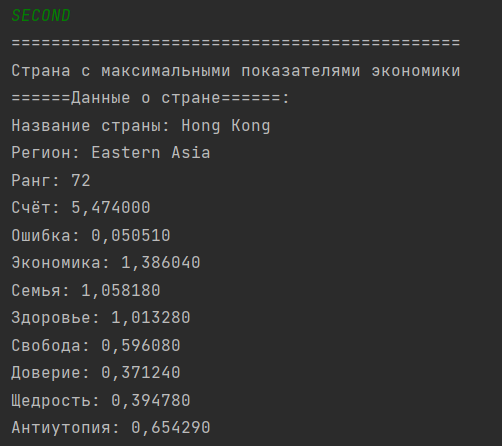 SECOND
=============================================
Страна с максимальными показателями экономики
======Данные о стране======:
Название страны: Hong Kong
Регион: Eastern Asia
Ранг: 72
Счёт: 5,474000
Ошибка: 0,050510
Экономика: 1,386040
Семья: 1,058180
Здоровье: 1,013280
Свобода: 0,596080
Доверие: 0,371240
Щедрость: 0,394780
Антиутопия: 0,654290